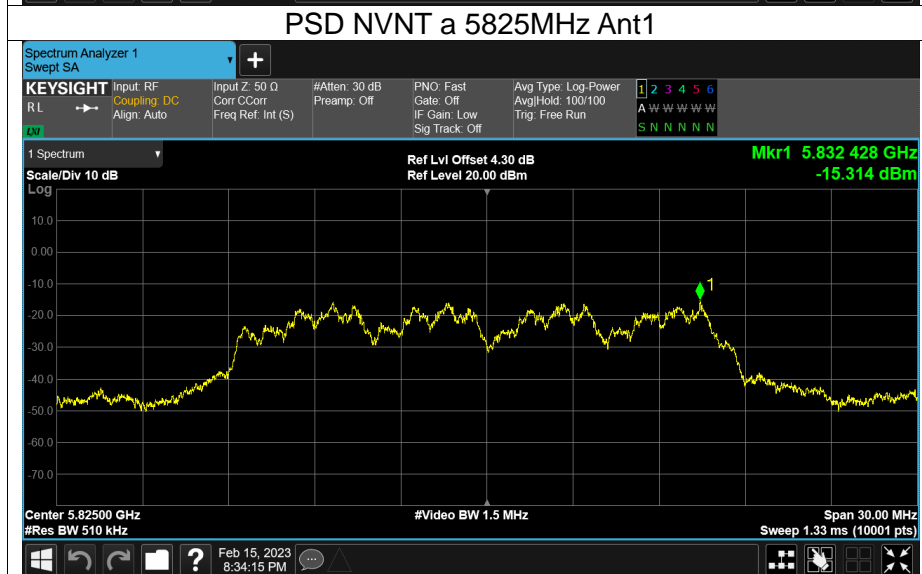 PSD NVNT a 5825MHz Ant1
Spectrum Analyzer 1
Swept SA
+
KEYSIGHT
R L
LXI
Input: RF
Coupling: DC
Align: Auto
Input Z: 50 Ω
Corr CCorr
Freq Ref: Int (S)
#Atten: 30 dB
Preamp: Off
PNO: Fast
Gate: Off
IF Gain: Low
Sig Track: Off
Avg Type: Log-Power
Avg|Hold: 100/100
Trig: Free Run
1 2 3 4 5 6
A W W W W W
S N N N N N
1 Spectrum
Scale/Div 10 dB
Log
Ref Lvl Offset 4.30 dB
Ref Level 20.00 dBm
Mkr1 5.832 428 GHz
-15.314 dBm
10.0
0.00
-10.0
-20.0
-30.0
-40.0
-50.0
-60.0
-70.0
1
Center 5.82500 GHz
#Res BW 510 kHz
#Video BW 1.5 MHz
Span 30.00 MHz
Sweep 1.33 ms (10001 pts)
?
Feb 15, 2023
8:34:15 PM